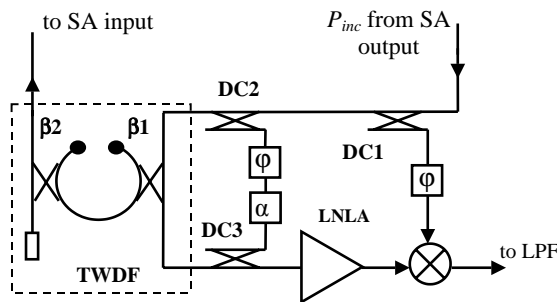 to SA input
P_inc from SA
output
DC2
β2
β1
DC1
φ
φ
α
LNLA
DC3
to LPF
TWDF